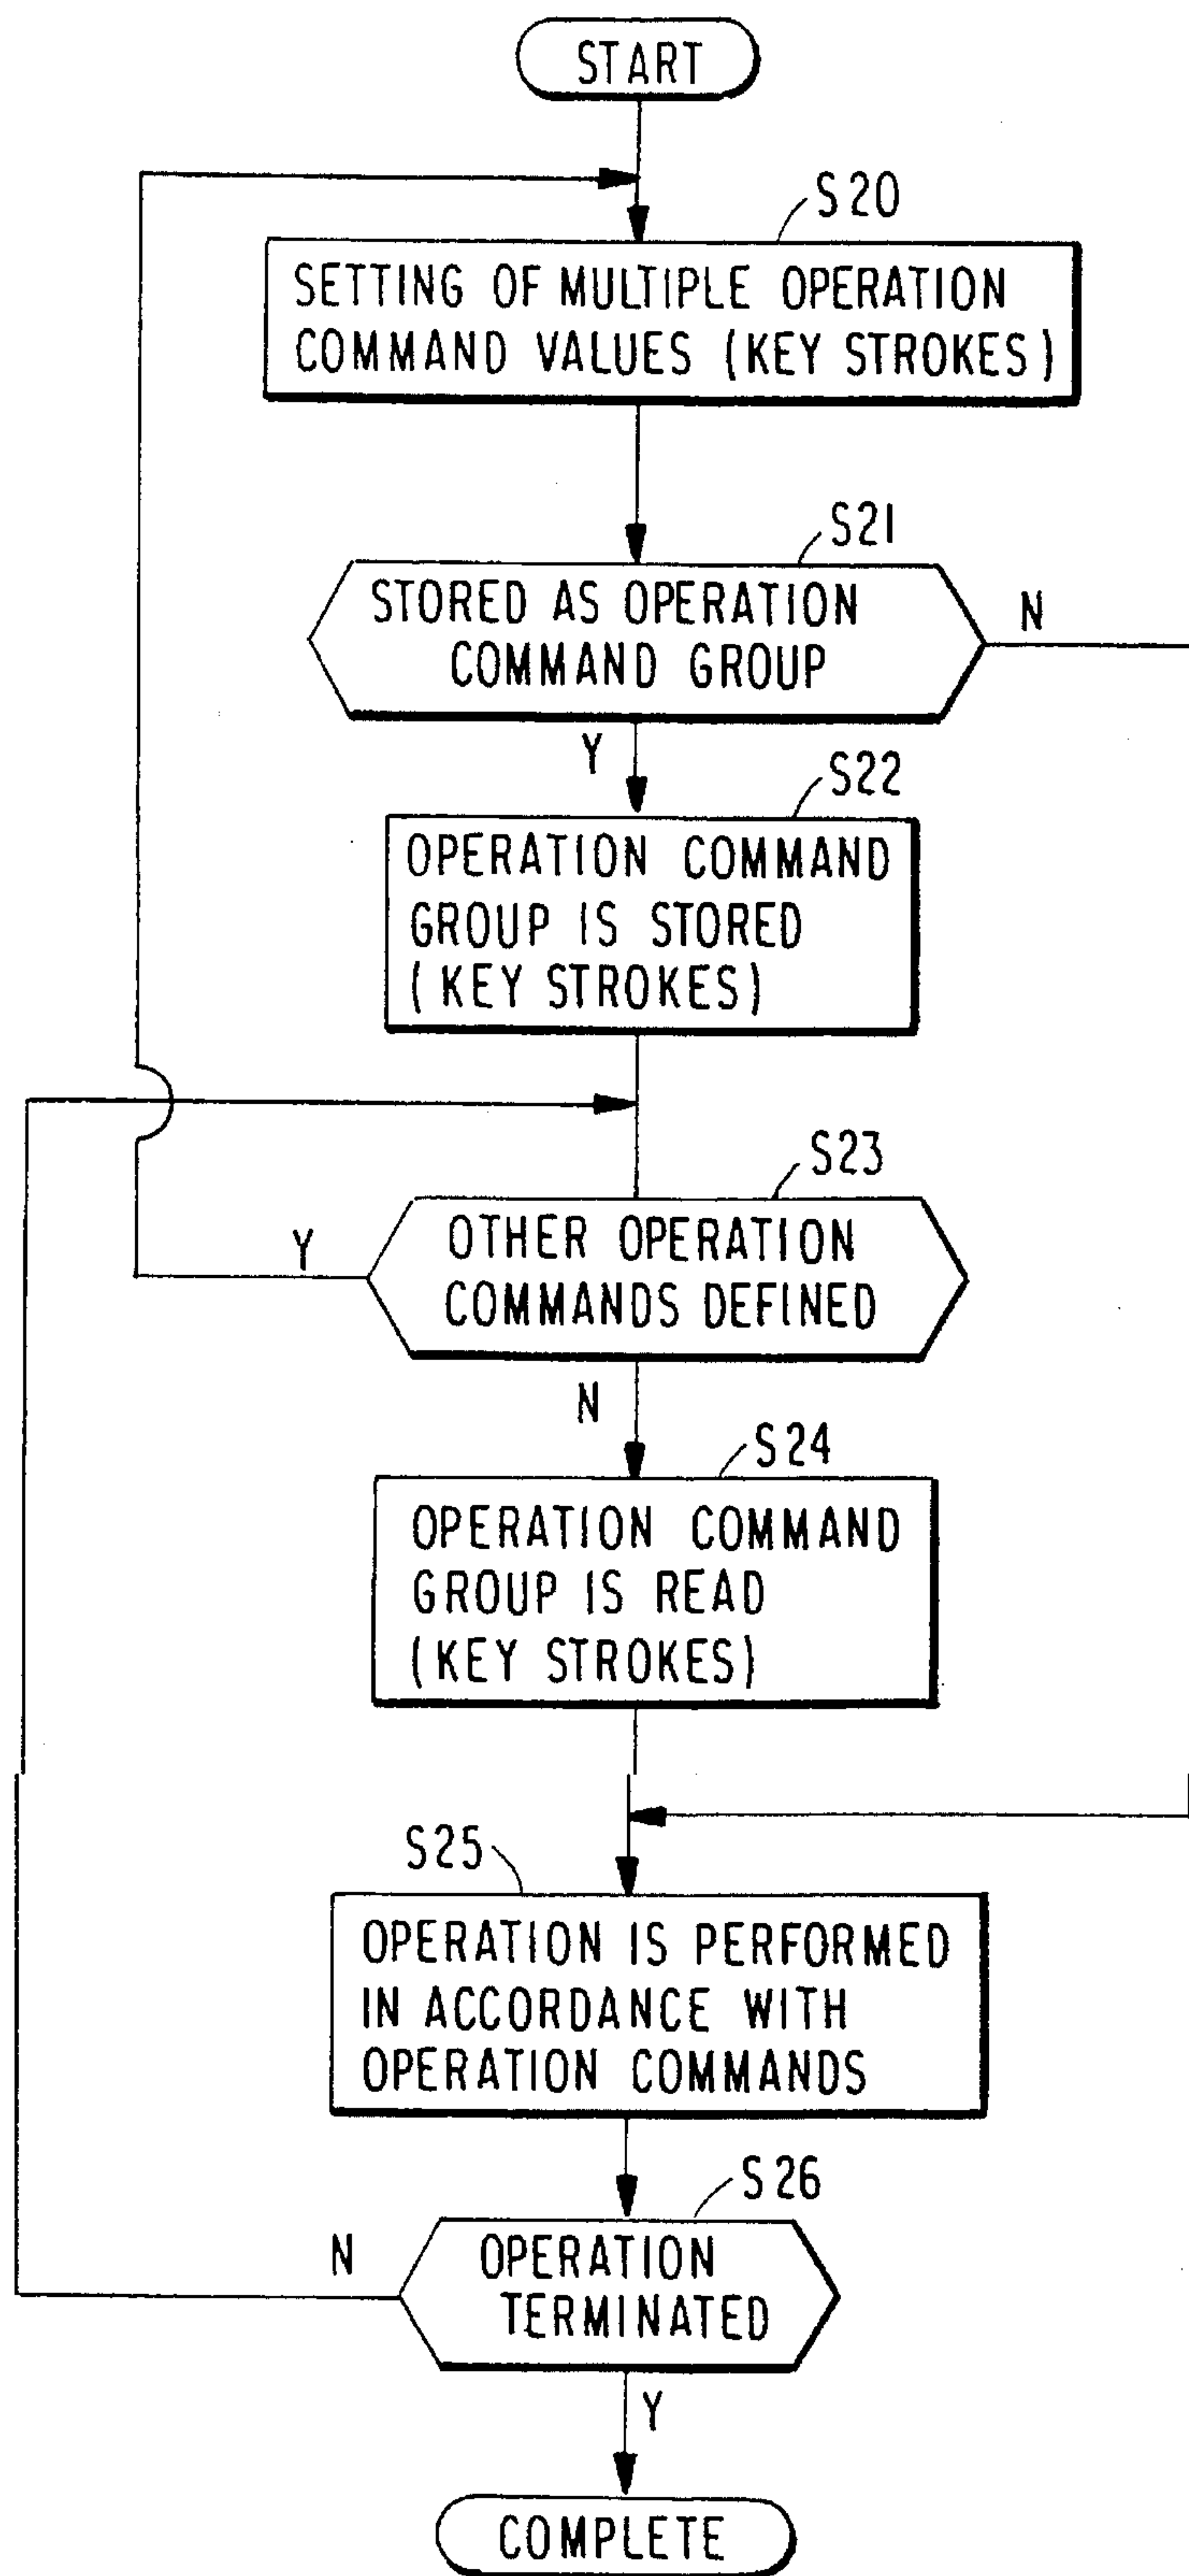 START
S20
SETTING OF MULTIPLE OPERATION
COMMAND VALUES (KEY STROKES)
S21
STORED AS OPERATION
COMMAND GROUP
N
Y
S22
OPERATION COMMAND
GROUP IS STORED
(KEY STROKES)
S23
OTHER OPERATION
COMMANDS DEFINED
Y
N
S24
OPERATION COMMAND
GROUP IS READ
(KEY STROKES)
S25
OPERATION IS PERFORMED
IN ACCORDANCE WITH
OPERATION COMMANDS
S26
OPERATION
TERMINATED
N
Y
COMPLETE